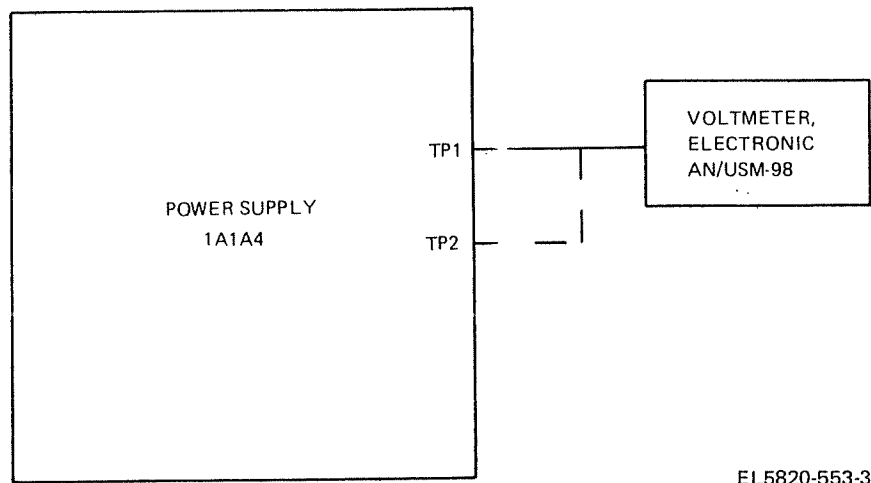 TP1
VOLTMETER,
ELECTRONIC
AN/USM-98
POWER SUPPLY
1A1A4
TP2
EL5820-553-3